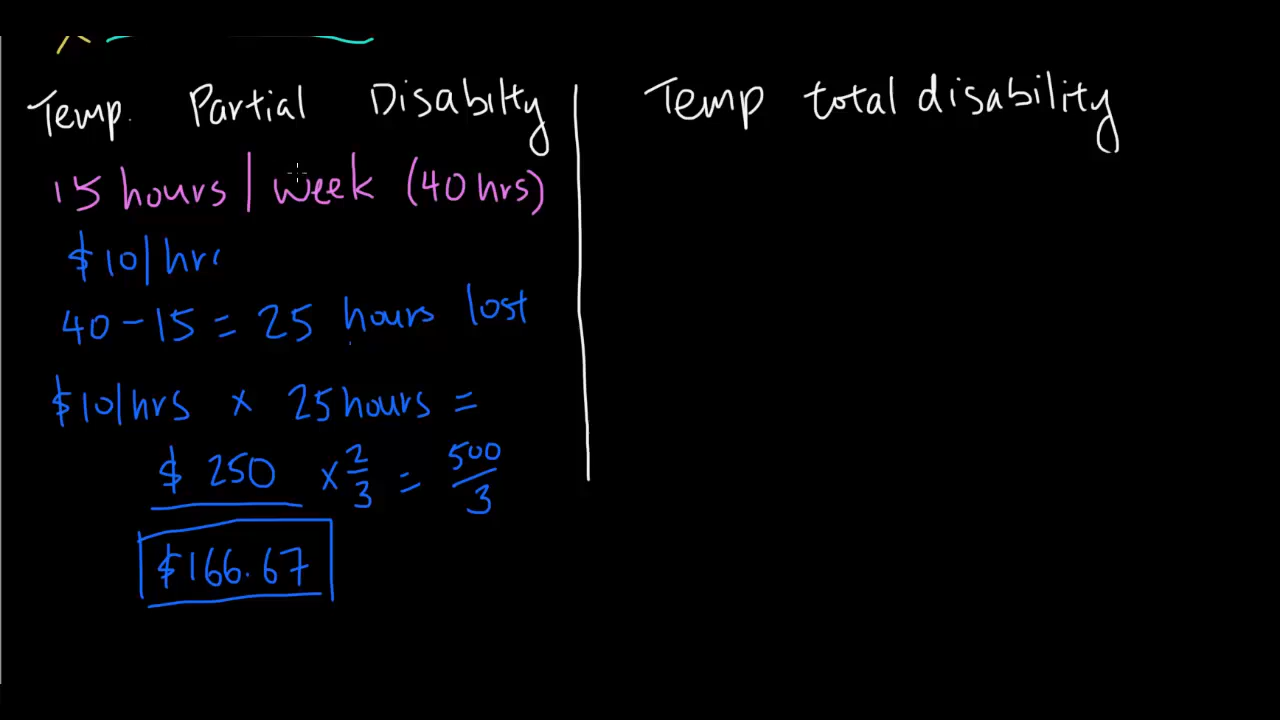 Temp. Partial Disabilty
15 hours | week (40 hrs)
$10/hr
40 - 15 = 25 hours lost
$10/hrs x 25 hours =
$ 250 x 2/3 = 500/3
$166.67
Temp total disability